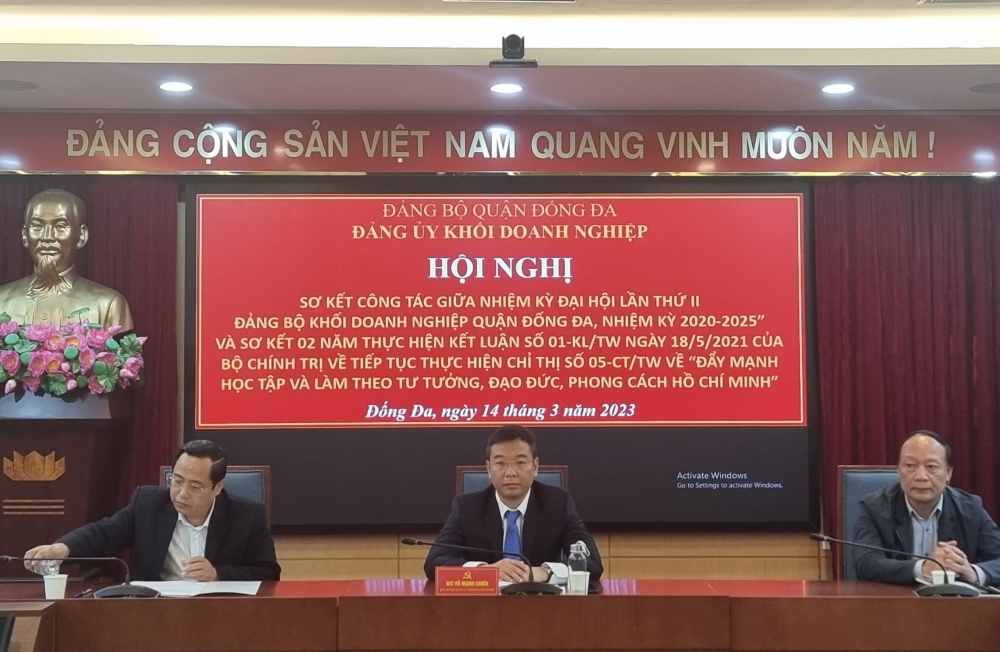 ĐẢNG CỘNG SẢN VIỆT NAM QUANG VINH MUÔN NĂM !
ĐẢNG BỘ QUẬN ĐỐNG ĐA
ĐẢNG ỦY KHỐI DOANH NGHIỆP
HỘI NGHỊ
SƠ KẾT CÔNG TÁC GIỮA NHIỆM KỲ ĐẠI HỘI LẦN THỨ II
ĐẢNG BỘ KHỐI DOANH NGHIỆP QUẬN ĐỐNG ĐA, NHIỆM KỲ 2020-2025”
VÀ SƠ KẾT 02 NĂM THỰC HIỆN KẾT LUẬN SỐ 01-KL/TW NGÀY 18/5/2021 CỦA
BỘ CHÍNH TRỊ VỀ TIẾP TỤC THỰC HIỆN CHỈ THỊ SỐ 05-CT/TW VỀ “ĐẨY MẠNH
HỌC TẬP VÀ LÀM THEO TƯ TƯỞNG, ĐẠO ĐỨC, PHONG CÁCH HỒ CHÍ MINH”
Đống Đa, ngày 14 tháng 3 năm 2023
Activate Windows
Go to Settings to activate Windows.
Đ/C VŨ MẠNH CHIẾN